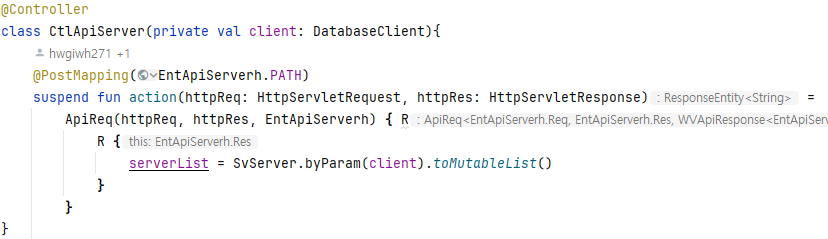 @Controller
class CtlApiServer(private val client: DatabaseClient){
hwgiwh271 +1
@PostMapping(EntApiServerh.PATH)
suspend fun action(httpReq: HttpServletRequest, httpRes: HttpServletResponse) : ResponseEntity<String> =
ApiReq(httpReq, httpRes, EntApiServerh) { R : ApiReq<EntApiServerh.Req, EntApiServerh.Res, WVApiResponse<EntApiServ
R { this: EntApiServerh.Res
serverList = SvServer.byParam(client).toMutableList()
}
}
}